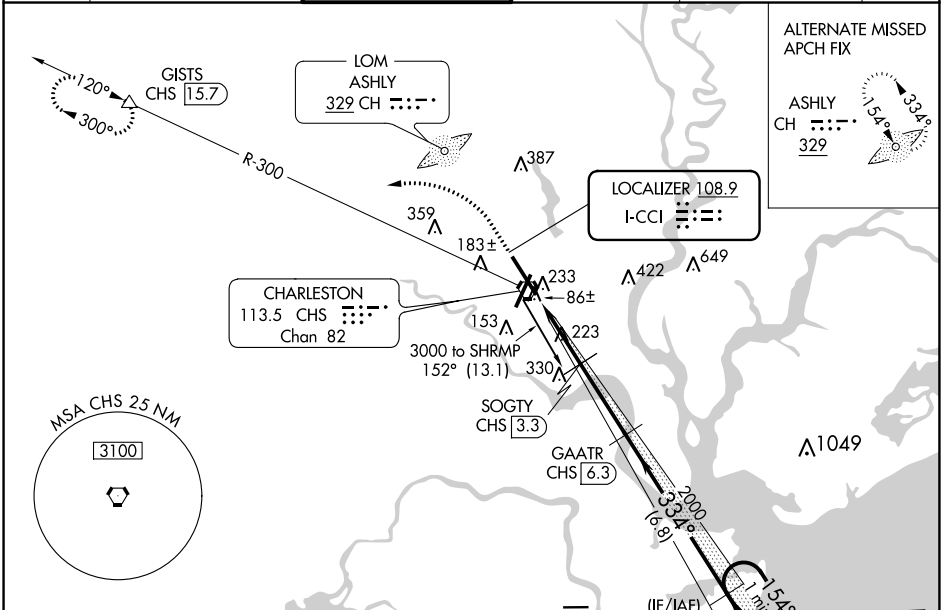 GISTS
CHS 15.7
120°
300°
R-300
LOM
ASHLY
329 CH
387
359
183±
LOCALIZER 108.9
I-CCI
ALTERNATE MISSED
APCH FIX
ASHLY
CH
329
154°
334°
649
422
233
86±
CHARLESTON
113.5 CHS
Chan 82
153
223
3000 to SHRMP
152° (13.1)
330
SOGTY
CHS 3.3
GAATR
CHS 6.3
MSA CHS 25 NM
3100
1049
2000
334°
(6.8)
154°
(IF/IAF)